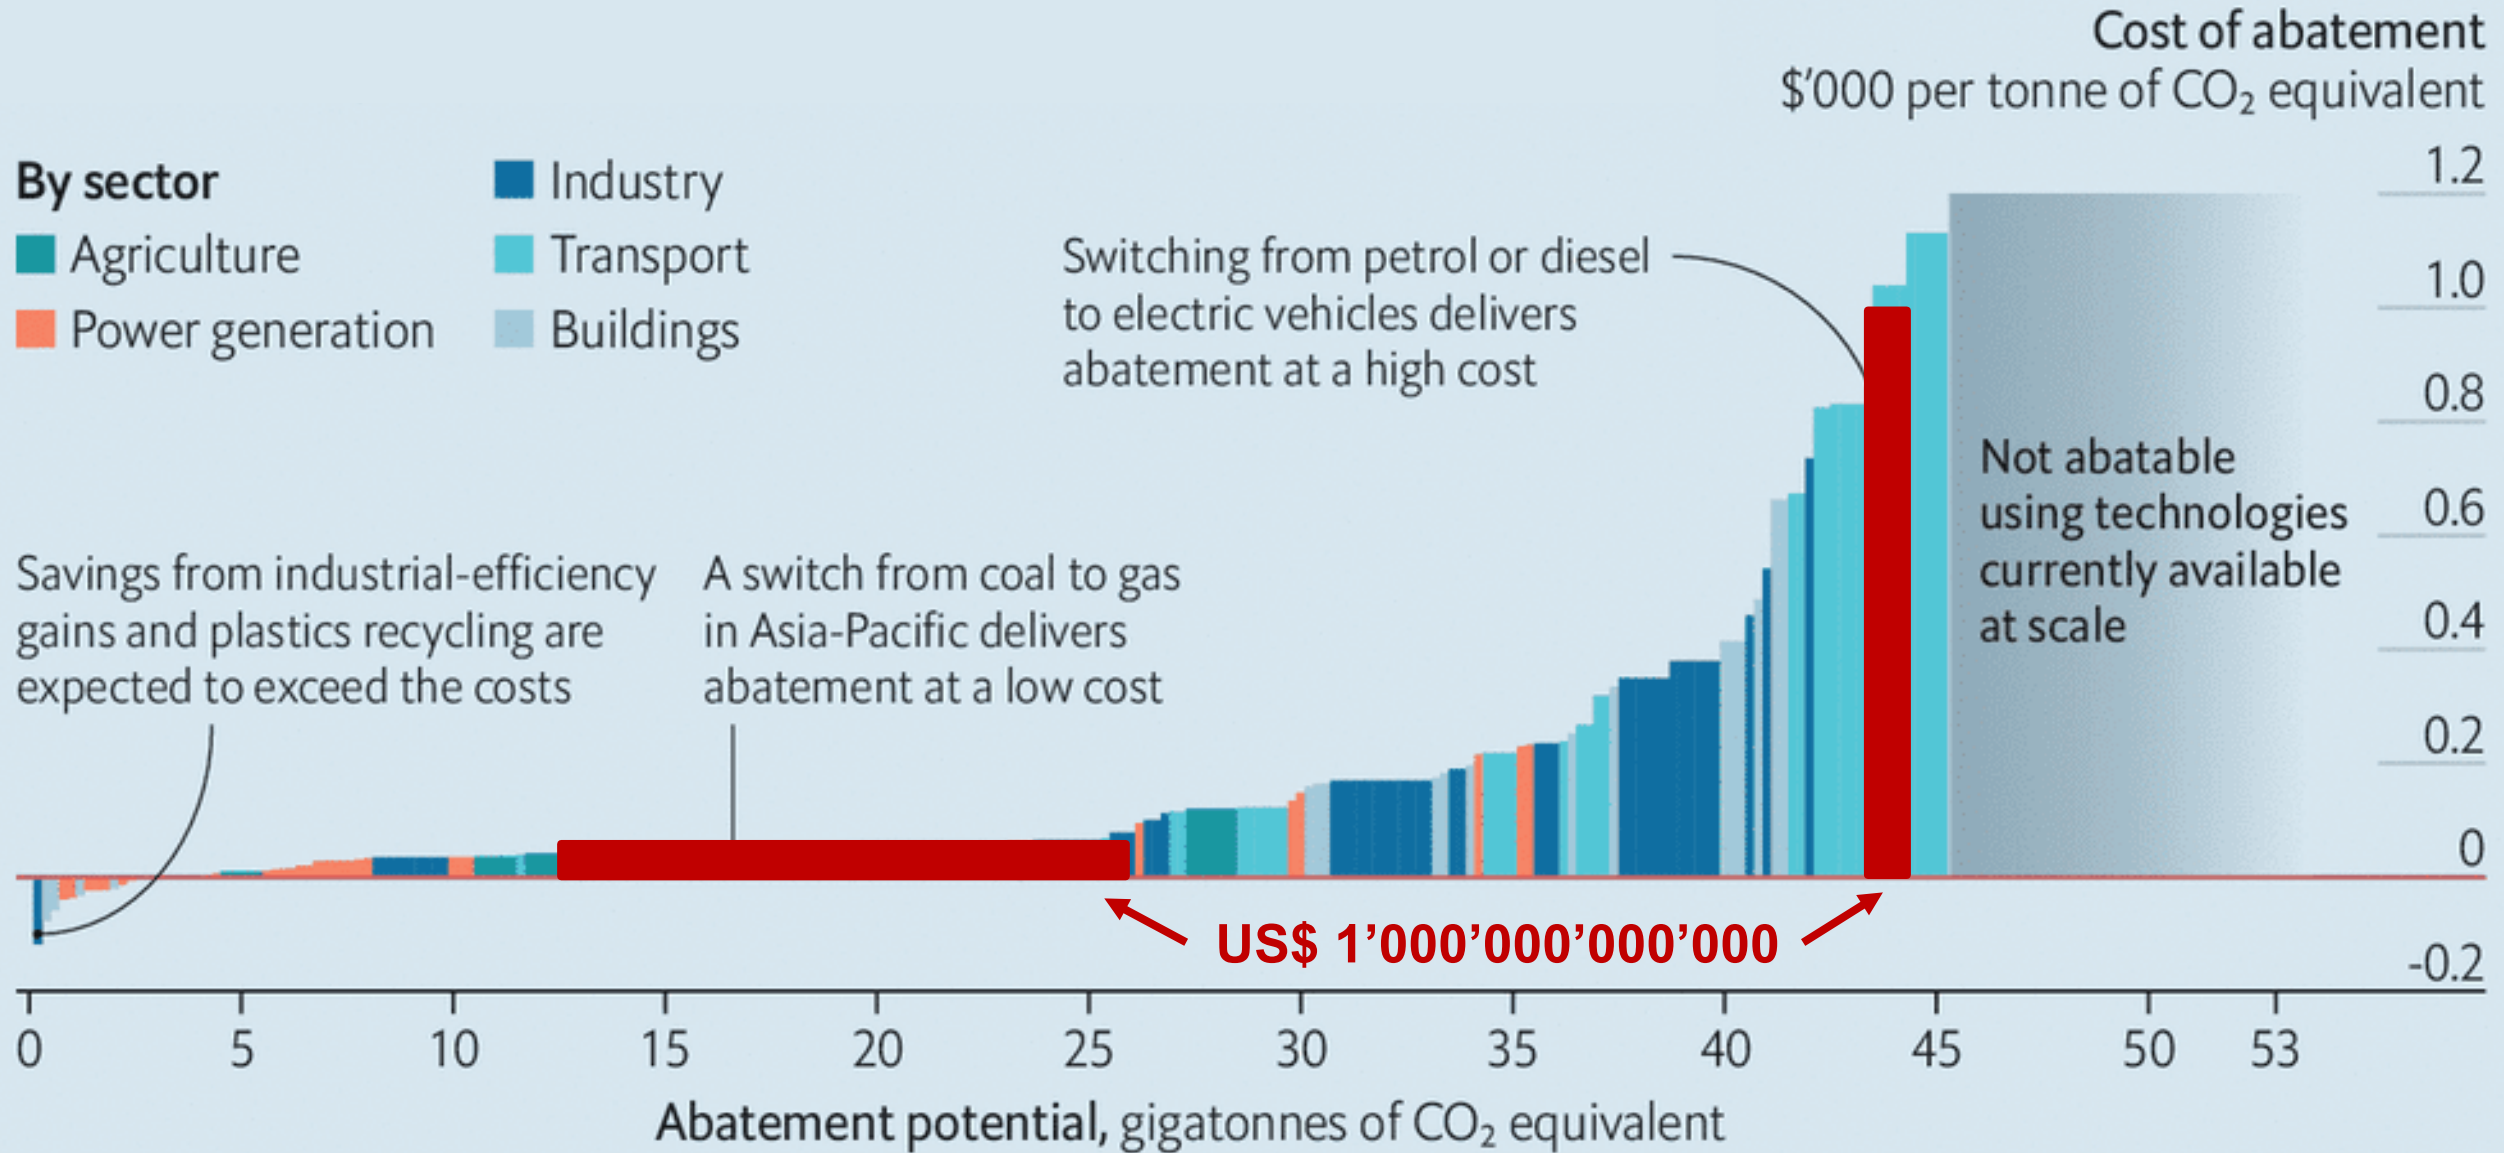 Cost of abatement
$'000 per tonne of CO₂ equivalent
By sector
Agriculture
Power generation
Industry
Transport
Buildings
Switching from petrol or diesel
to electric vehicles delivers
abatement at a high cost
Savings from industrial-efficiency
gains and plastics recycling are
expected to exceed the costs
A switch from coal to gas
in Asia-Pacific delivers
abatement at a low cost
Not abatable
using technologies
currently available
at scale
1.2
1.0
0.8
0.6
0.4
0.2
0
-0.2
US$ 1’000’000’000’000
0 5 10 15 20 25 30 35 40 45 50 53
Abatement potential, gigatonnes of CO₂ equivalent